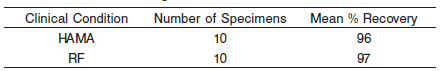 Clinical Condition Number of Specimens Mean % Recovery
HAMA 10 96
RF 10 97